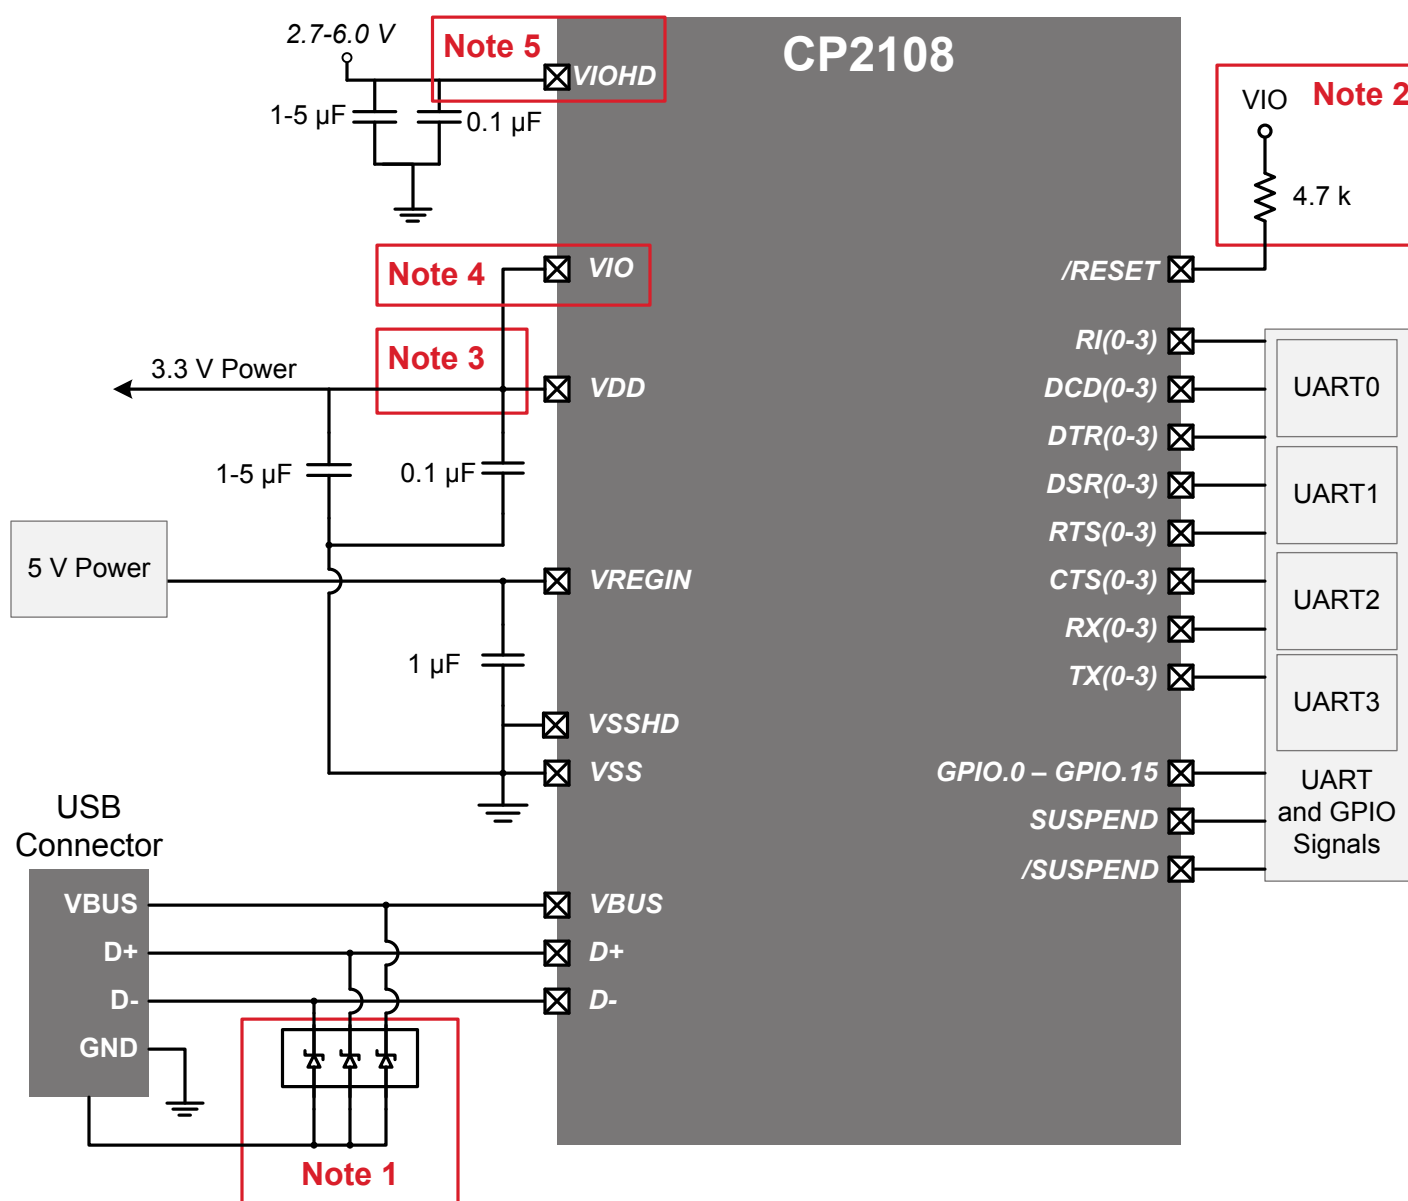 CP2108
2.7-6.0 V
Note 5
VIOHD
1-5 µF
0.1 µF
VIO
Note 2
4.7 k
Note 4
VIO
/RESET
Note 3
3.3 V Power
VDD
1-5 µF
0.1 µF
5 V Power
VREGIN
1 µF
VSSHD
VSS
RI(0-3)
DCD(0-3)
DTR(0-3)
DSR(0-3)
RTS(0-3)
CTS(0-3)
RX(0-3)
TX(0-3)
GPIO.0 – GPIO.15
SUSPEND
/SUSPEND
UART0
UART1
UART2
UART3
UART
and GPIO
Signals
USB
Connector
VBUS
D+
D-
GND
VBUS
D+
D-
Note 1